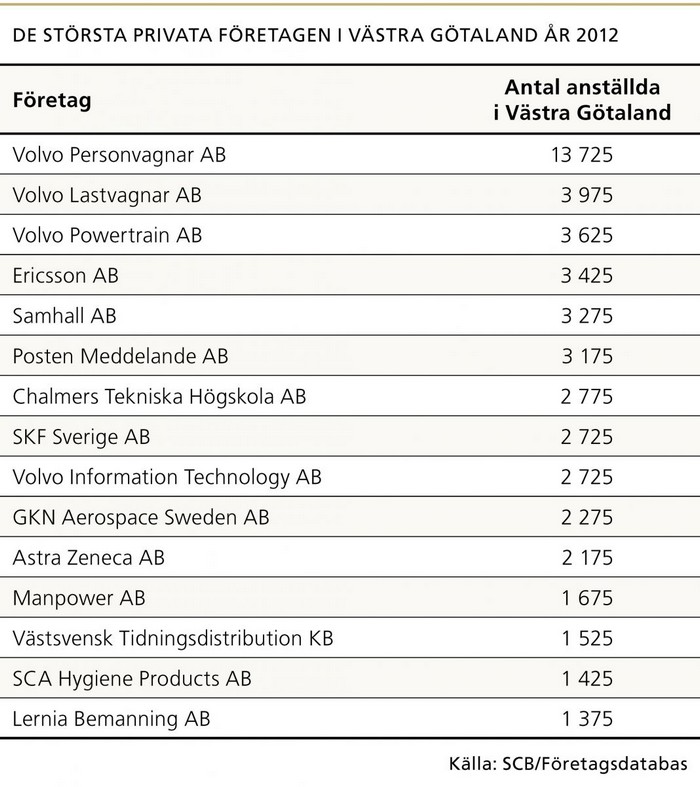 DE STÖRSTA PRIVATA FÖRETAGEN I VÄSTRA GÖTALAND ÅR 2012
Företag Antal anställda
i Västra Götaland
Volvo Personvagnar AB 13 725
Volvo Lastvagnar AB 3 975
Volvo Powertrain AB 3 625
Ericsson AB 3 425
Samhall AB 3 275
Posten Meddelande AB 3 175
Chalmers Tekniska Högskola AB 2 775
SKF Sverige AB 2 725
Volvo Information Technology AB 2 725
GKN Aerospace Sweden AB 2 275
Astra Zeneca AB 2 175
Manpower AB 1 675
Västsvensk Tidningsdistribution KB 1 525
SCA Hygiene Products AB 1 425
Lernia Bemanning AB 1 375
Källa: SCB/Företagsdatabas